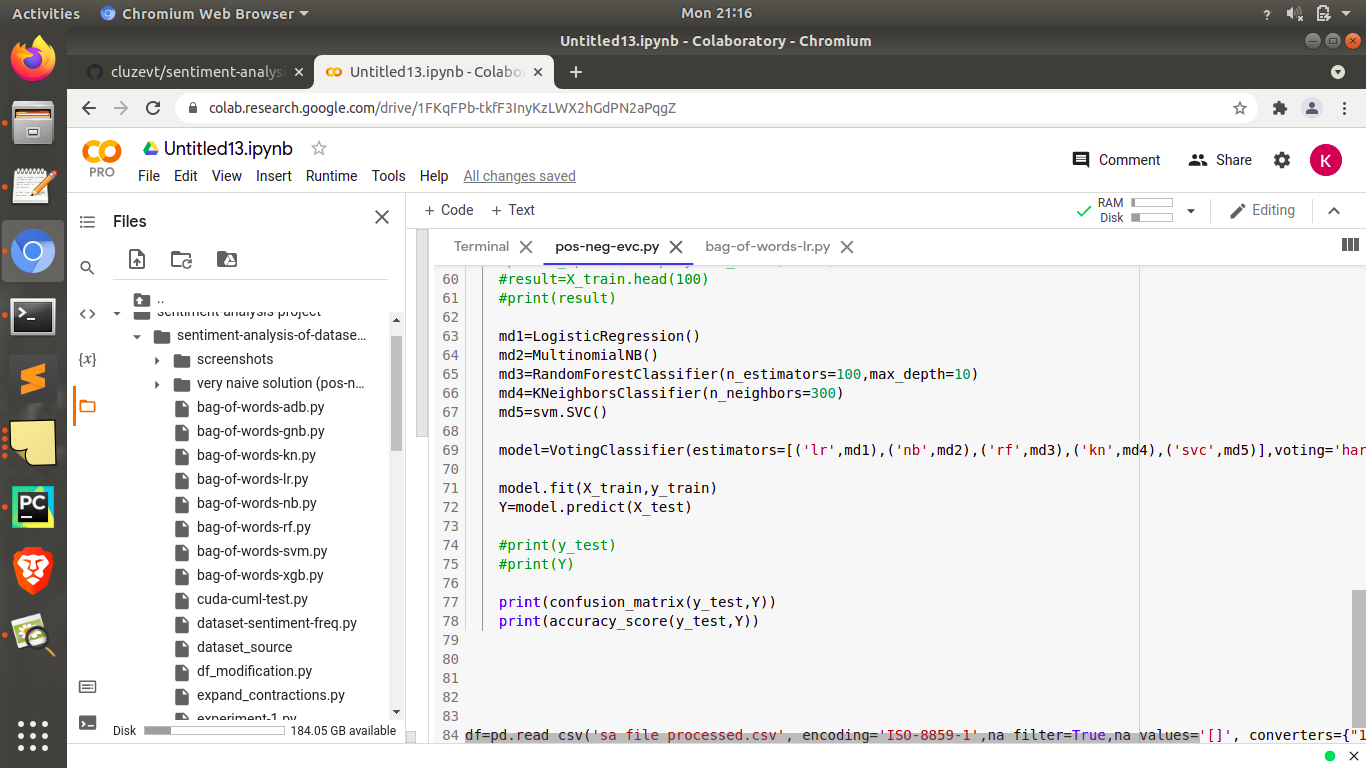 Activities Chromium Web Browser Mon 21:16 ?
Untitled13.ipynb - Colaboratory - Chromium
cluzevt/sentiment-analysis Untitled13.ipynb - Colabo
colab.research.google.com/drive/1FKqFPb-tkfF3InyKzLWX2hGdPN2aPqgZ
PRO
Untitled13.ipynb
File Edit View Insert Runtime Tools Help All changes saved
Comment Share K
Files
+ Code + Text
RAM
Disk
Editing
Terminal pos-neg-evc.py bag-of-words-lr.py
..
sentiment analysis project
sentiment-analysis-of-datase...
screenshots
very naive solution (pos-n...
bag-of-words-adb.py
bag-of-words-gnb.py
bag-of-words-kn.py
bag-of-words-lr.py
bag-of-words-nb.py
bag-of-words-rf.py
bag-of-words-svm.py
bag-of-words-xgb.py
cuda-cuml-test.py
dataset-sentiment-freq.py
dataset_source
df_modification.py
expand_contractions.py
experiment-1.py
Disk 184.05 GB available
{x}
60 #result=X_train.head(100)
61 #print(result)
62
63 md1=LogisticRegression()
64 md2=MultinomialNB()
65 md3=RandomForestClassifier(n_estimators=100,max_depth=10)
66 md4=KNeighborsClassifier(n_neighbors=300)
67 md5=svm.SVC()
68
69 model=VotingClassifier(estimators=[('lr',md1),('nb',md2),('rf',md3),('kn',md4),('svc',md5)],voting='har
70
71 model.fit(X_train,y_train)
72 Y=model.predict(X_test)
73
74 #print(y_test)
75 #print(Y)
76
77 print(confusion_matrix(y_test,Y))
78 print(accuracy_score(y_test,Y))
79
80
81
82
83
84 df=pd.read_csv('sa_file_processed.csv', encoding='ISO-8859-1',na_filter=True,na_values='[]', converters={"1
PC